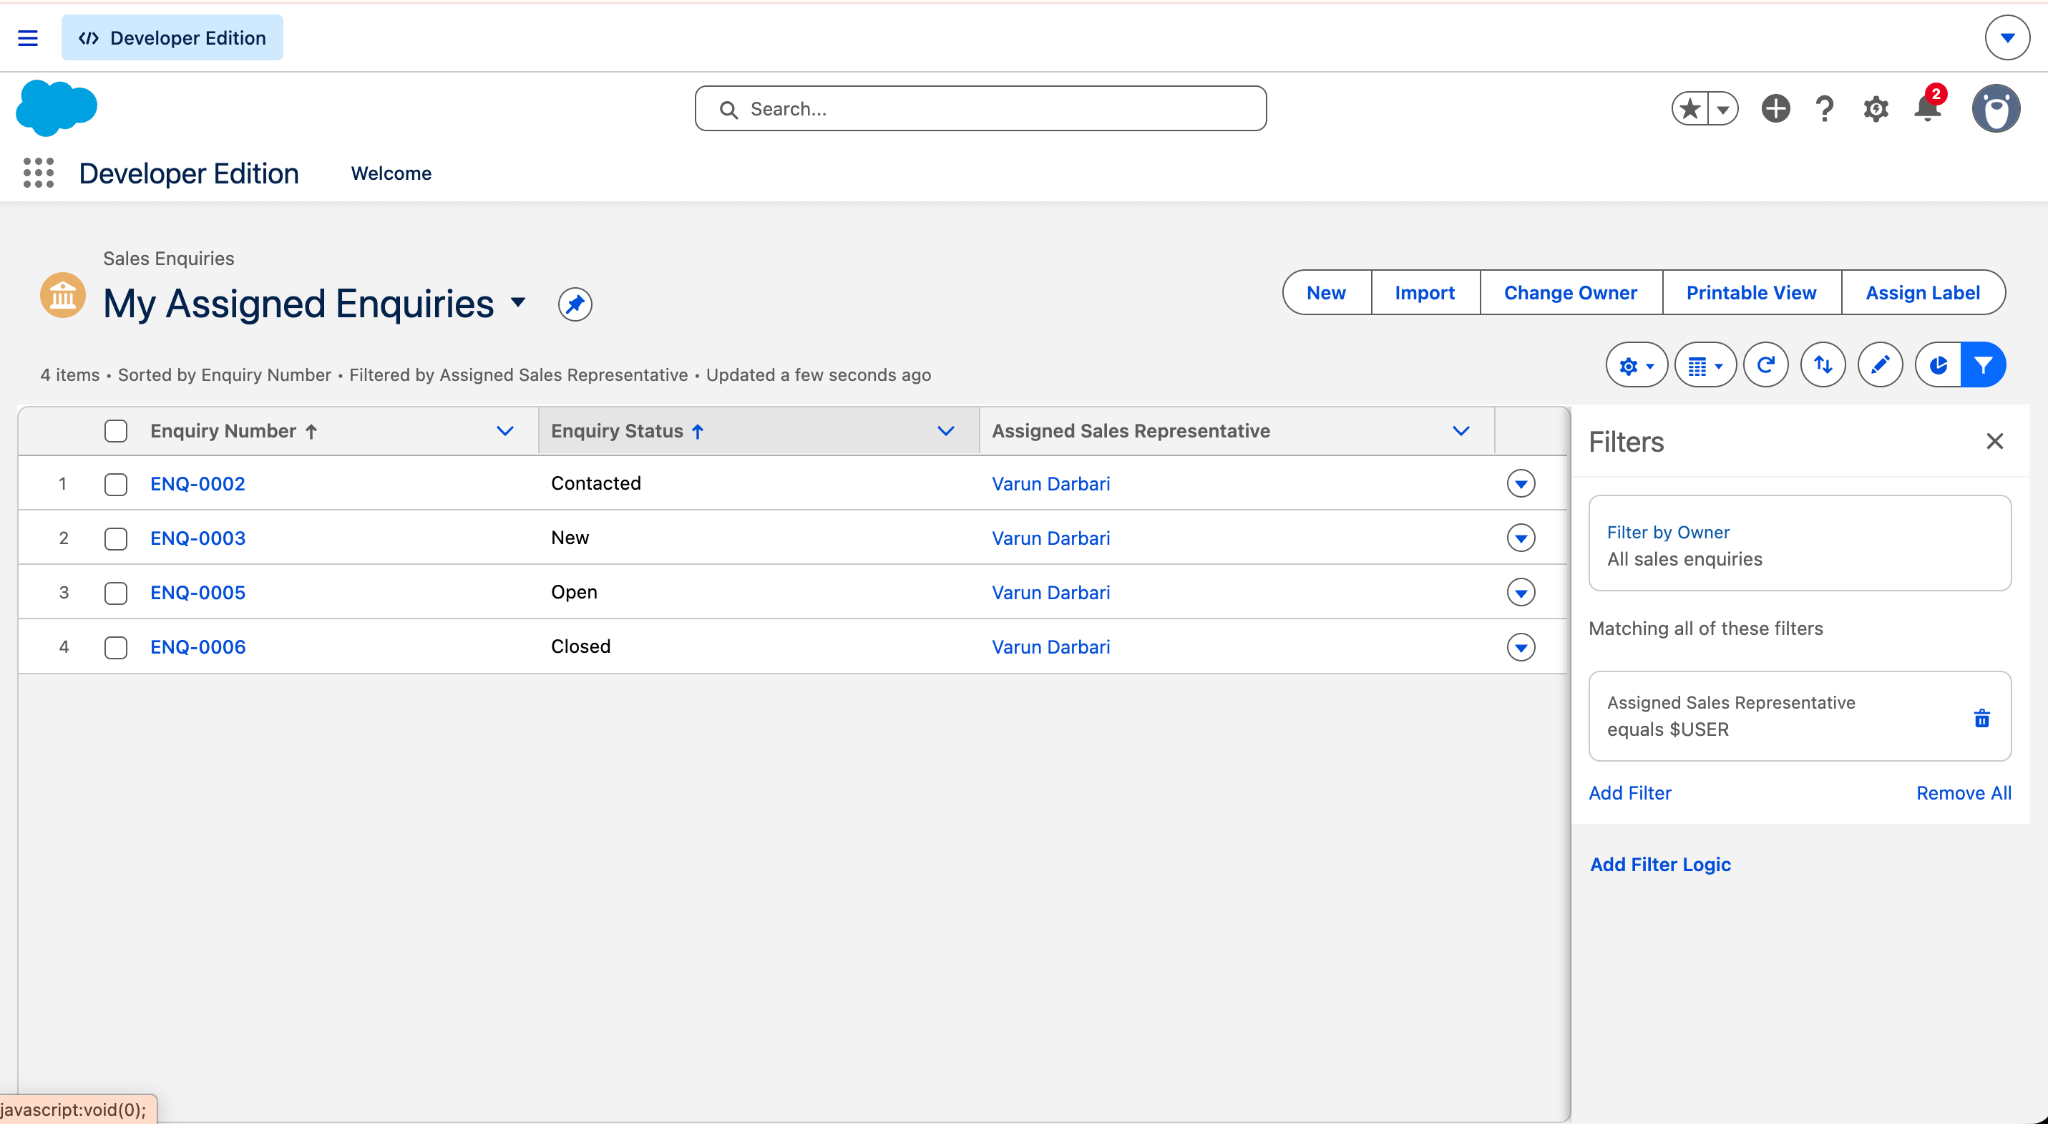 Developer Edition
Search...
2
Developer Edition
Welcome
Sales Enquiries
My Assigned Enquiries
New
Import
Change Owner
Printable View
Assign Label
4 items • Sorted by Enquiry Number • Filtered by Assigned Sales Representative • Updated a few seconds ago
Enquiry Number
Enquiry Status
Assigned Sales Representative
1 ENQ-0002 Contacted Varun Darbari
2 ENQ-0003 New Varun Darbari
3 ENQ-0005 Open Varun Darbari
4 ENQ-0006 Closed Varun Darbari
Filters
Filter by Owner
All sales enquiries
Matching all of these filters
Assigned Sales Representative
equals $USER
Add Filter
Remove All
Add Filter Logic
javascript:void(0);